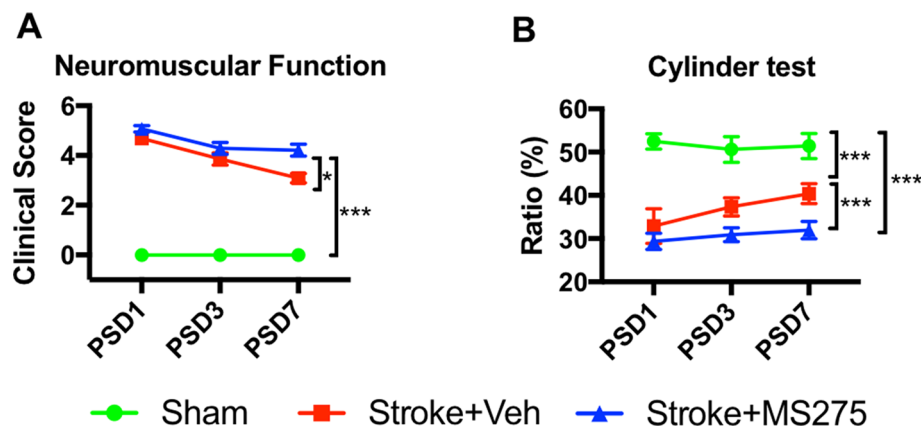 A
Neuromuscular Function
Clinical Score
6
4
2
0
*
***
PSD1
PSD3
PSD7
B
Cylinder test
Ratio (%)
60
50
40
30
20
***
***
***
PSD1
PSD3
PSD7
Sham
Stroke+Veh
Stroke+MS275